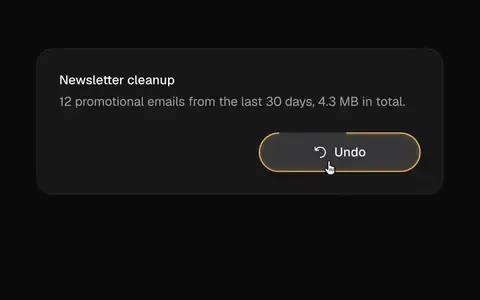 Newsletter cleanup
12 promotional emails from the last 30 days, 4.3 MB in total.
Undo